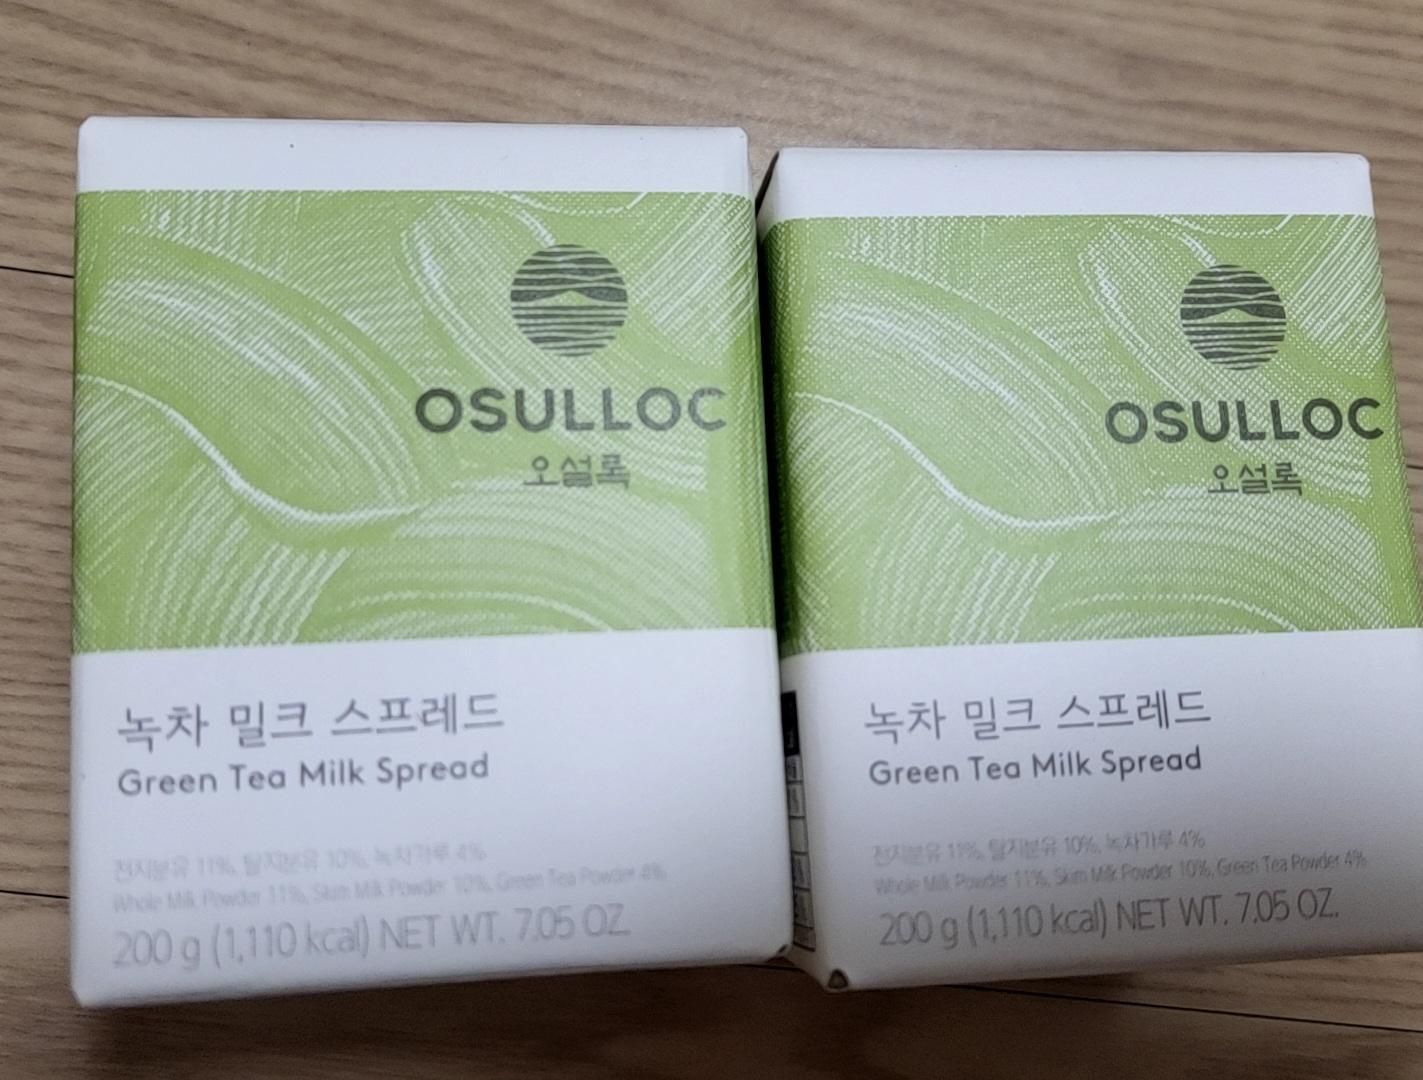 OSULLOC
오설록
녹차 밀크 스프레드
Green Tea Milk Spread
전지분유 11%, 탈지분유 10%, 녹차가루 4%
Whole Milk Powder 11%, Skim Milk Powder 10%, Green Tea Powder 4%
200 g (1,110 kcal) NET WT. 7.05 OZ.
OSULLOC
오설록
녹차 밀크 스프레드
Green Tea Milk Spread
전지분유 11%, 탈지분유 10%, 녹차가루 4%
Whole Milk Powder 11%, Skim Milk Powder 10%, Green Tea Powder 4%
200 g (1,110 kcal) NET WT. 7.05 OZ.